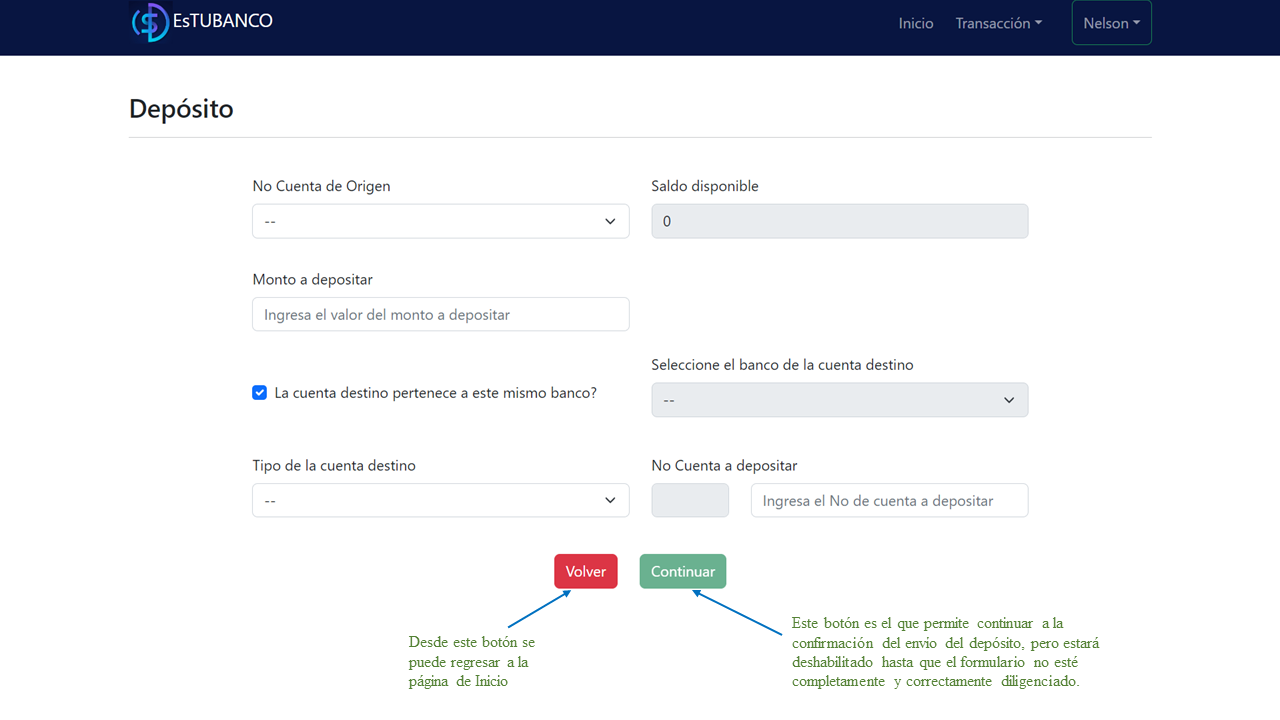 EsTUBANCO
Inicio
Transacción
Nelson
Depósito
No Cuenta de Origen
Saldo disponible
--
0
Monto a depositar
Ingresa el valor del monto a depositar
Seleccione el banco de la cuenta destino
La cuenta destino pertenece a este mismo banco?
--
Tipo de la cuenta destino
No Cuenta a depositar
--
Ingresa el No de cuenta a depositar
Volver
Continuar
Desde este botón se
puede regresar a la
página de Inicio
Este botón es el que permite continuar a la
confirmación del envío del depósito, pero estará
deshabilitado hasta que el formulario no esté
completamente y correctamente diligenciado.